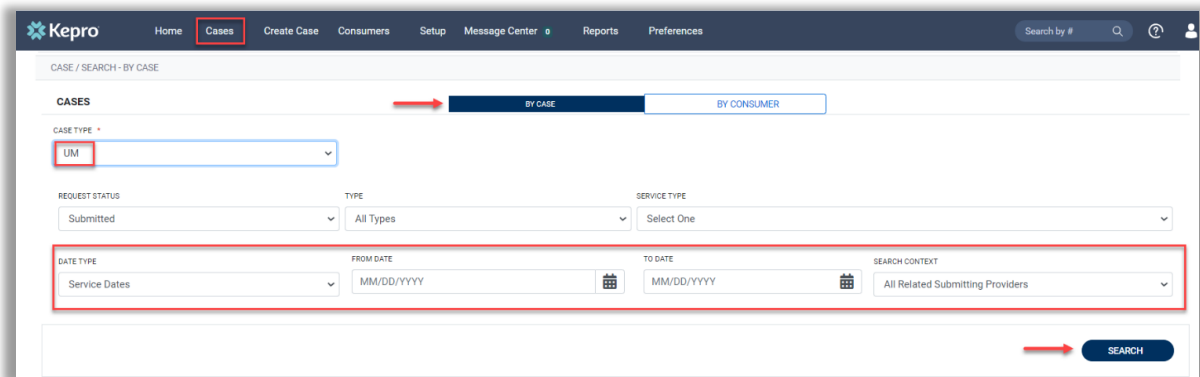 Kepro Home Cases Create Case Consumers Setup Message Center 0 Reports Preferences Search by #
CASE / SEARCH - BY CASE
CASES BY CASE BY CONSUMER
CASE TYPE *
UM
REQUEST STATUS TYPE SERVICE TYPE
Submitted All Types Select One
DATE TYPE FROM DATE TO DATE SEARCH CONTEXT
Service Dates MM/DD/YYYY MM/DD/YYYY All Related Submitting Providers
SEARCH